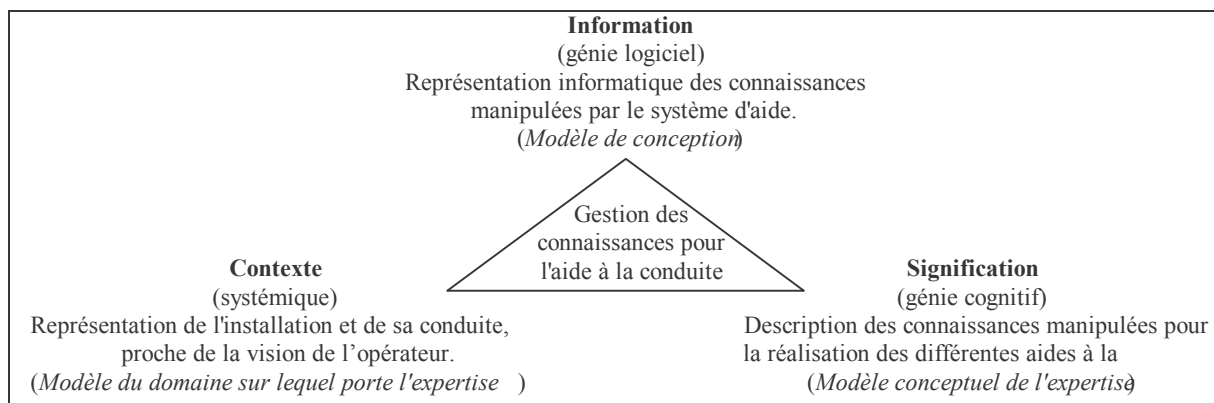 Information
(génie logiciel)
Représentation informatique des connaissances
manipulées par le système d'aide.
(Modèle de conception)
Gestion des
connaissances pour
l'aide à la conduite
Contexte
(systémique)
Représentation de l'installation et de sa conduite,
proche de la vision de l’opérateur.
(Modèle du domaine sur lequel porte l'expertise )
Signification
(génie cognitif)
Description des connaissances manipulées pour
la réalisation des différentes aides à la
(Modèle conceptuel de l'expertise)